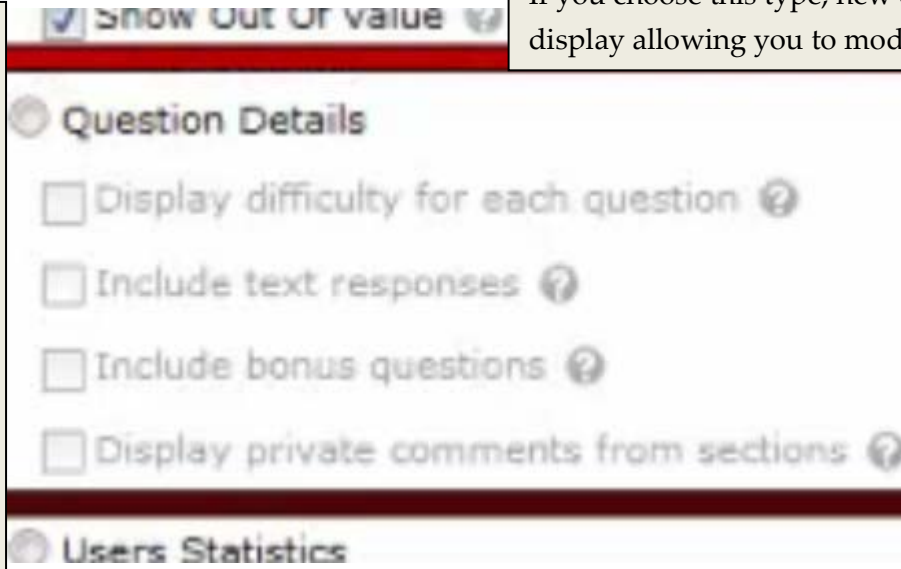 If you choose this type, new
display allowing you to mod
Show Out Of Value
Question Details
Display difficulty for each question
Include text responses
Include bonus questions
Display private comments from sections
Users Statistics